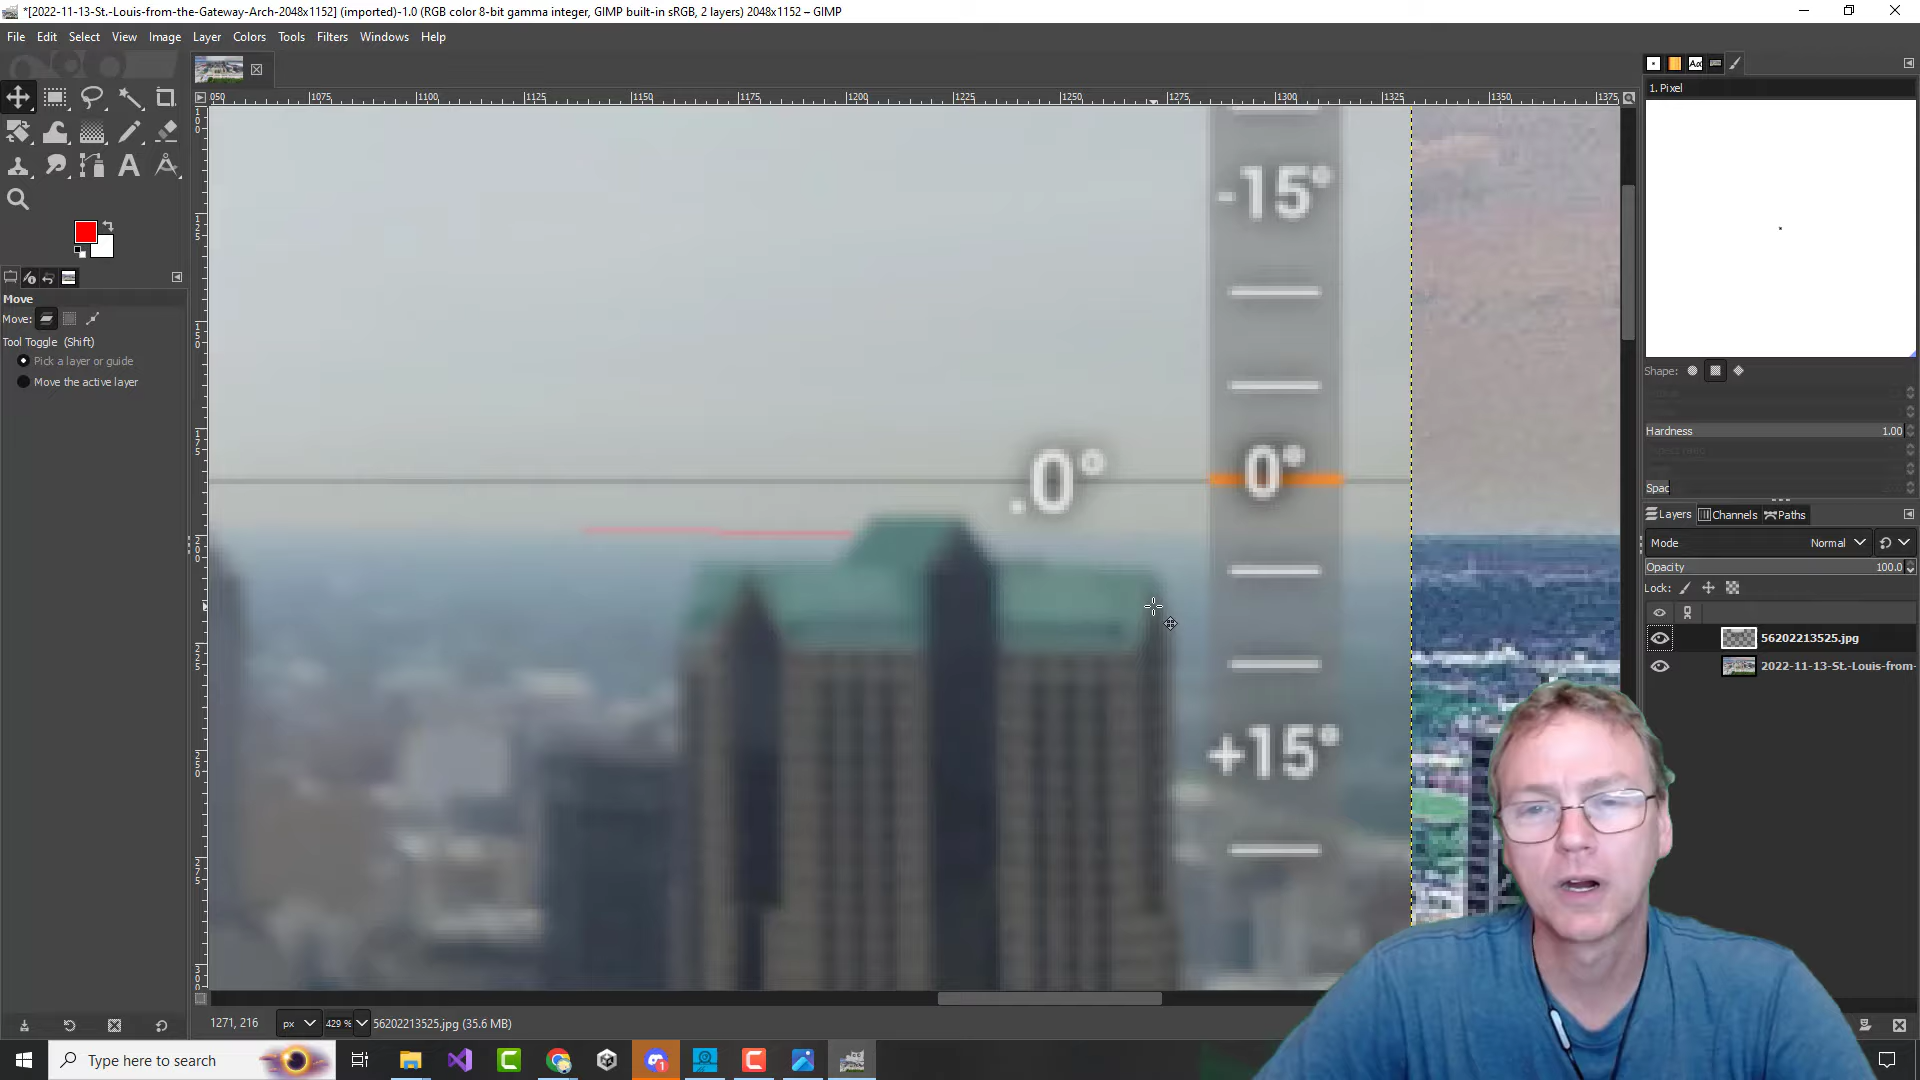 *[2022-11-13-St.-Louis-from-the-Gateway-Arch-2048x1152] (imported)-1.0 (RGB color 8-bit gamma integer, GIMP built-in sRGB, 2 layers) 2048x1152 – GIMP
File Edit Select View Image Layer Colors Tools Filters Windows Help
1. Pixel
050 1075 1100 1125 1150 1175 1200 1225 1250 1275 1300 1325 1350 1375
-15°
Move
Move:
Tool Toggle (Shift)
Pick a layer or guide
Move the active layer
Shape:
Hardness 1.00
.0°
0°
Spac
Layers Channels Paths
Mode Normal
Opacity 100.0
Lock:
56202213525.jpg
2022-11-13-St.-Louis-from-
+15°
1271, 216 px 429 % 56202213525.jpg (35.6 MB)
Type here to search
1